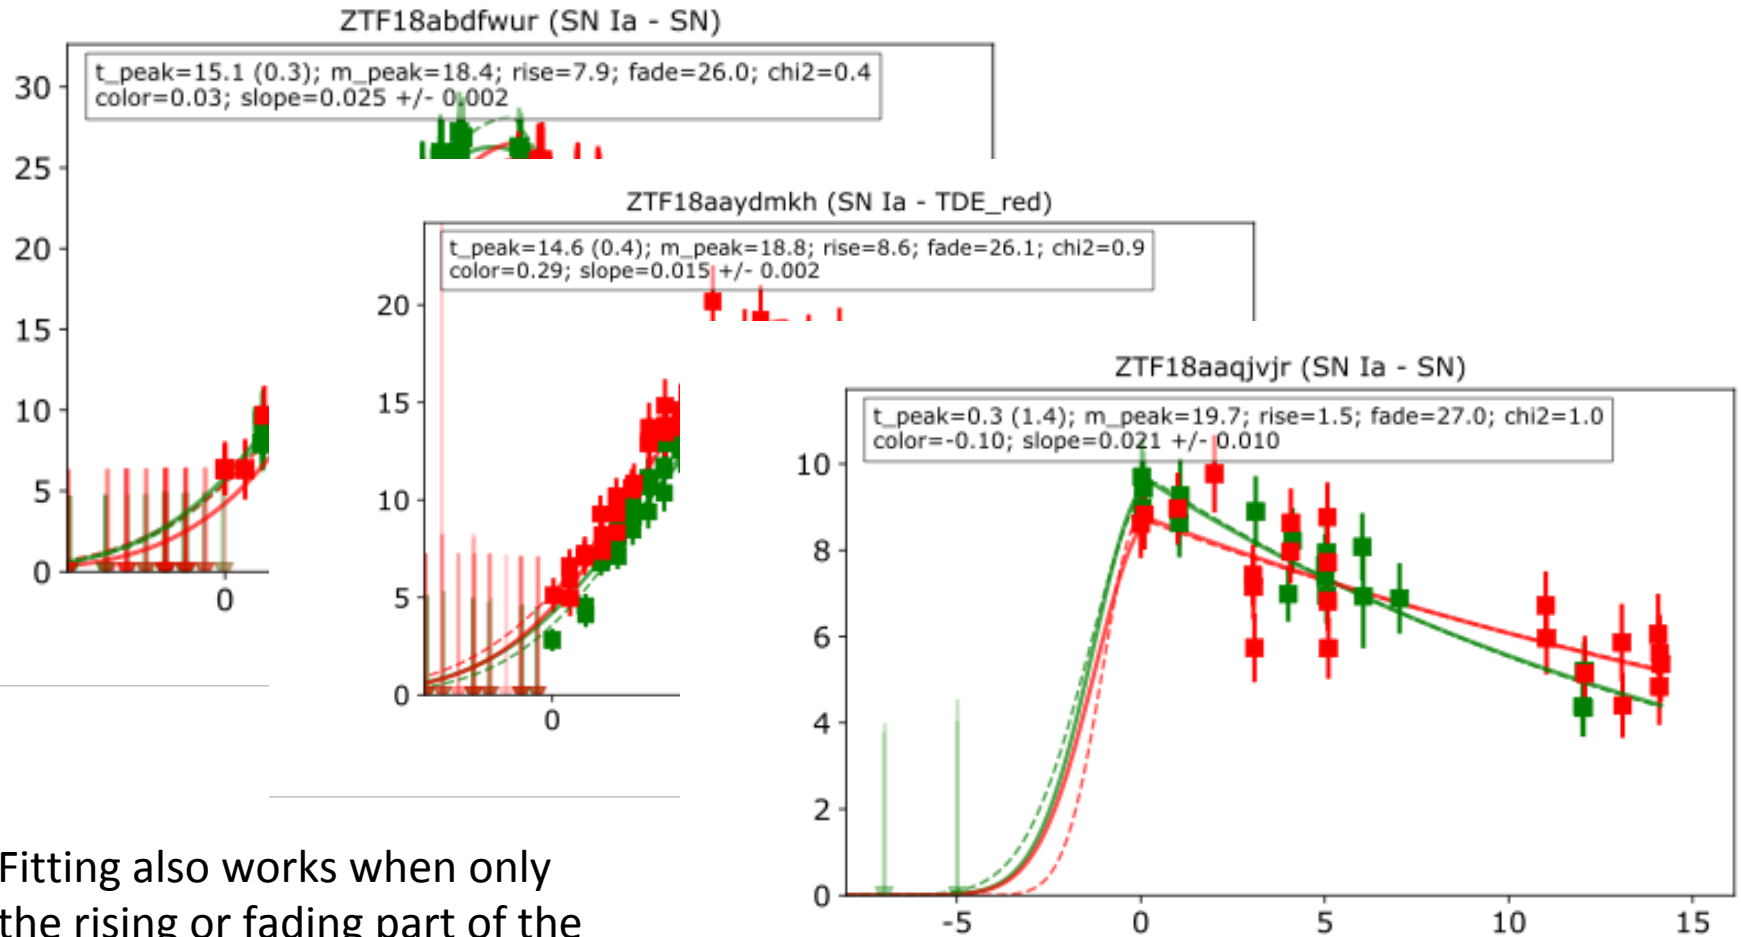 ZTF18abdfwur (SN Ia - SN)
t_peak=15.1 (0.3); m_peak=18.4; rise=7.9; fade=26.0; chi2=0.4
color=0.03; slope=0.025 +/- 0.002
30
25
20
15
10
5
0
0
ZTF18aaydmkh (SN Ia - TDE_red)
t_peak=14.6 (0.4); m_peak=18.8; rise=8.6; fade=26.1; chi2=0.9
color=0.29; slope=0.015 +/- 0.002
20
15
10
5
0
0
ZTF18aaqjvjr (SN Ia - SN)
t_peak=0.3 (1.4); m_peak=19.7; rise=1.5; fade=27.0; chi2=1.0
color=-0.10; slope=0.021 +/- 0.010
10
8
6
4
2
0
-5 0 5 10 15
Fitting also works when only
the rising or fading part of the